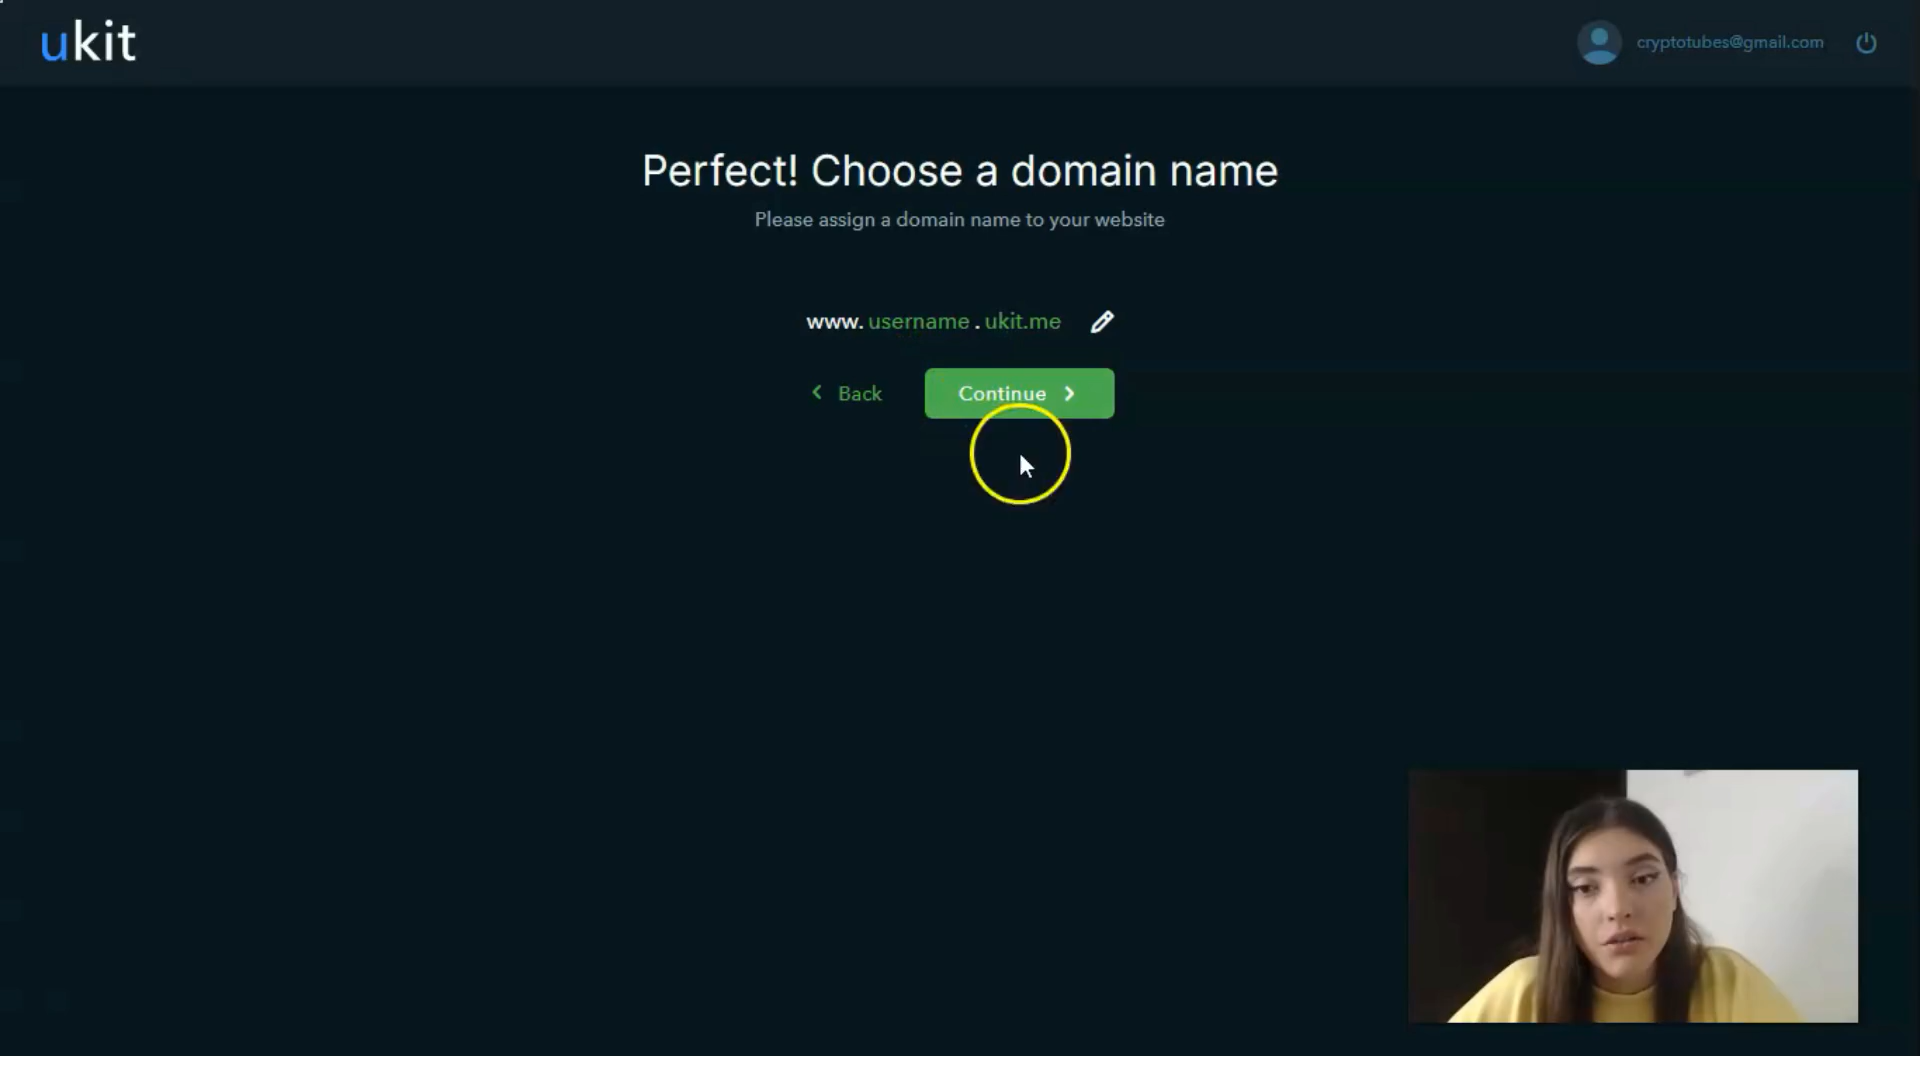 ukit
cryptotubes@gmail.com
Perfect! Choose a domain name
Please assign a domain name to your website
www. username . ukit.me
Back
Continue